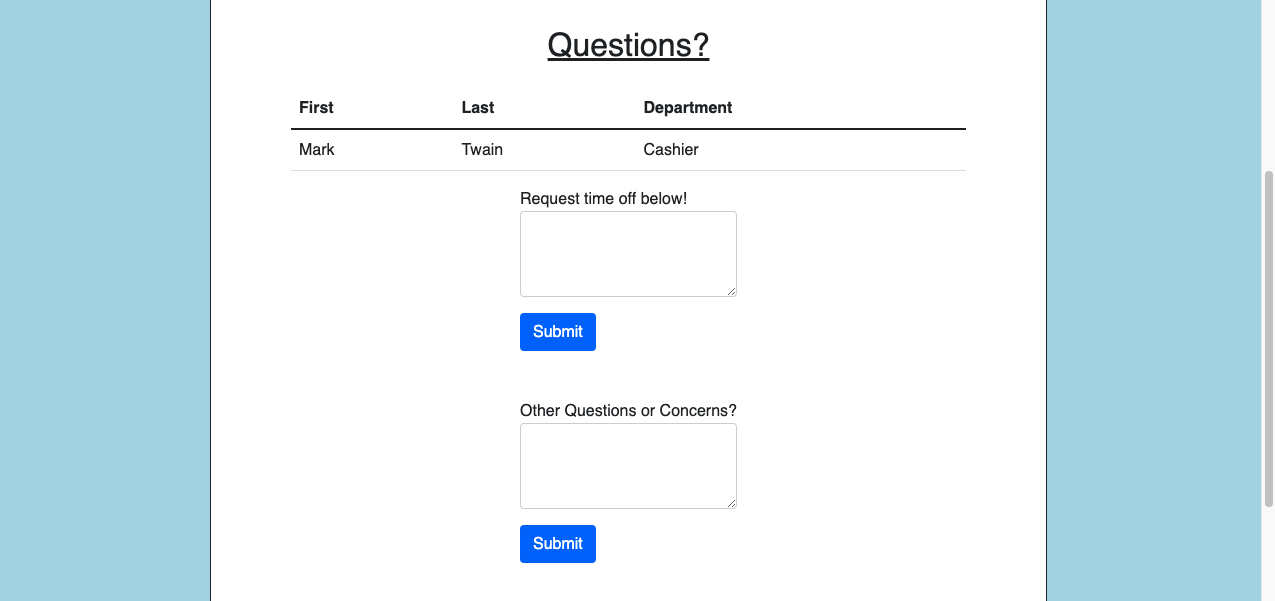 Questions?
First Last Department
Mark Twain Cashier
Request time off below!
Submit
Other Questions or Concerns?
Submit